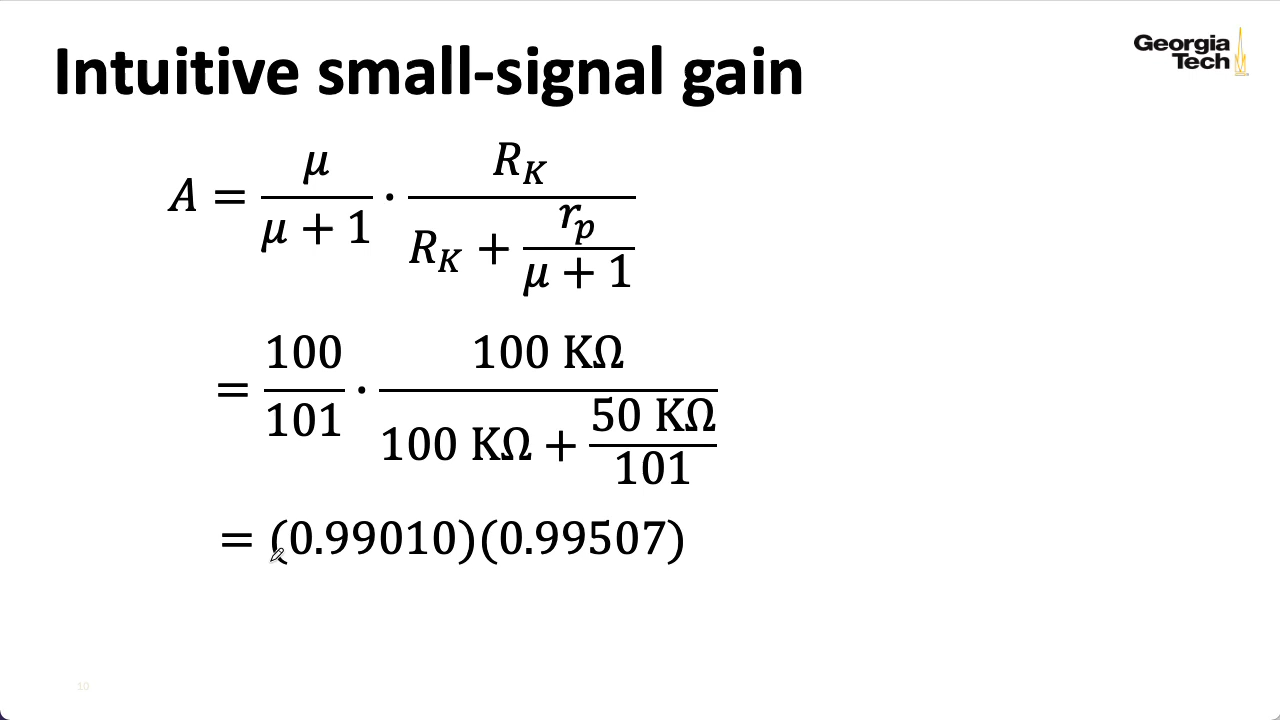 Intuitive small-signal gain
Georgia
Tech
A = μ/(μ + 1) · R_K/(R_K + r_p/(μ + 1))
= 100/101 · 100 KΩ/(100 KΩ + 50 KΩ/101)
= (0.99010)(0.99507)
10